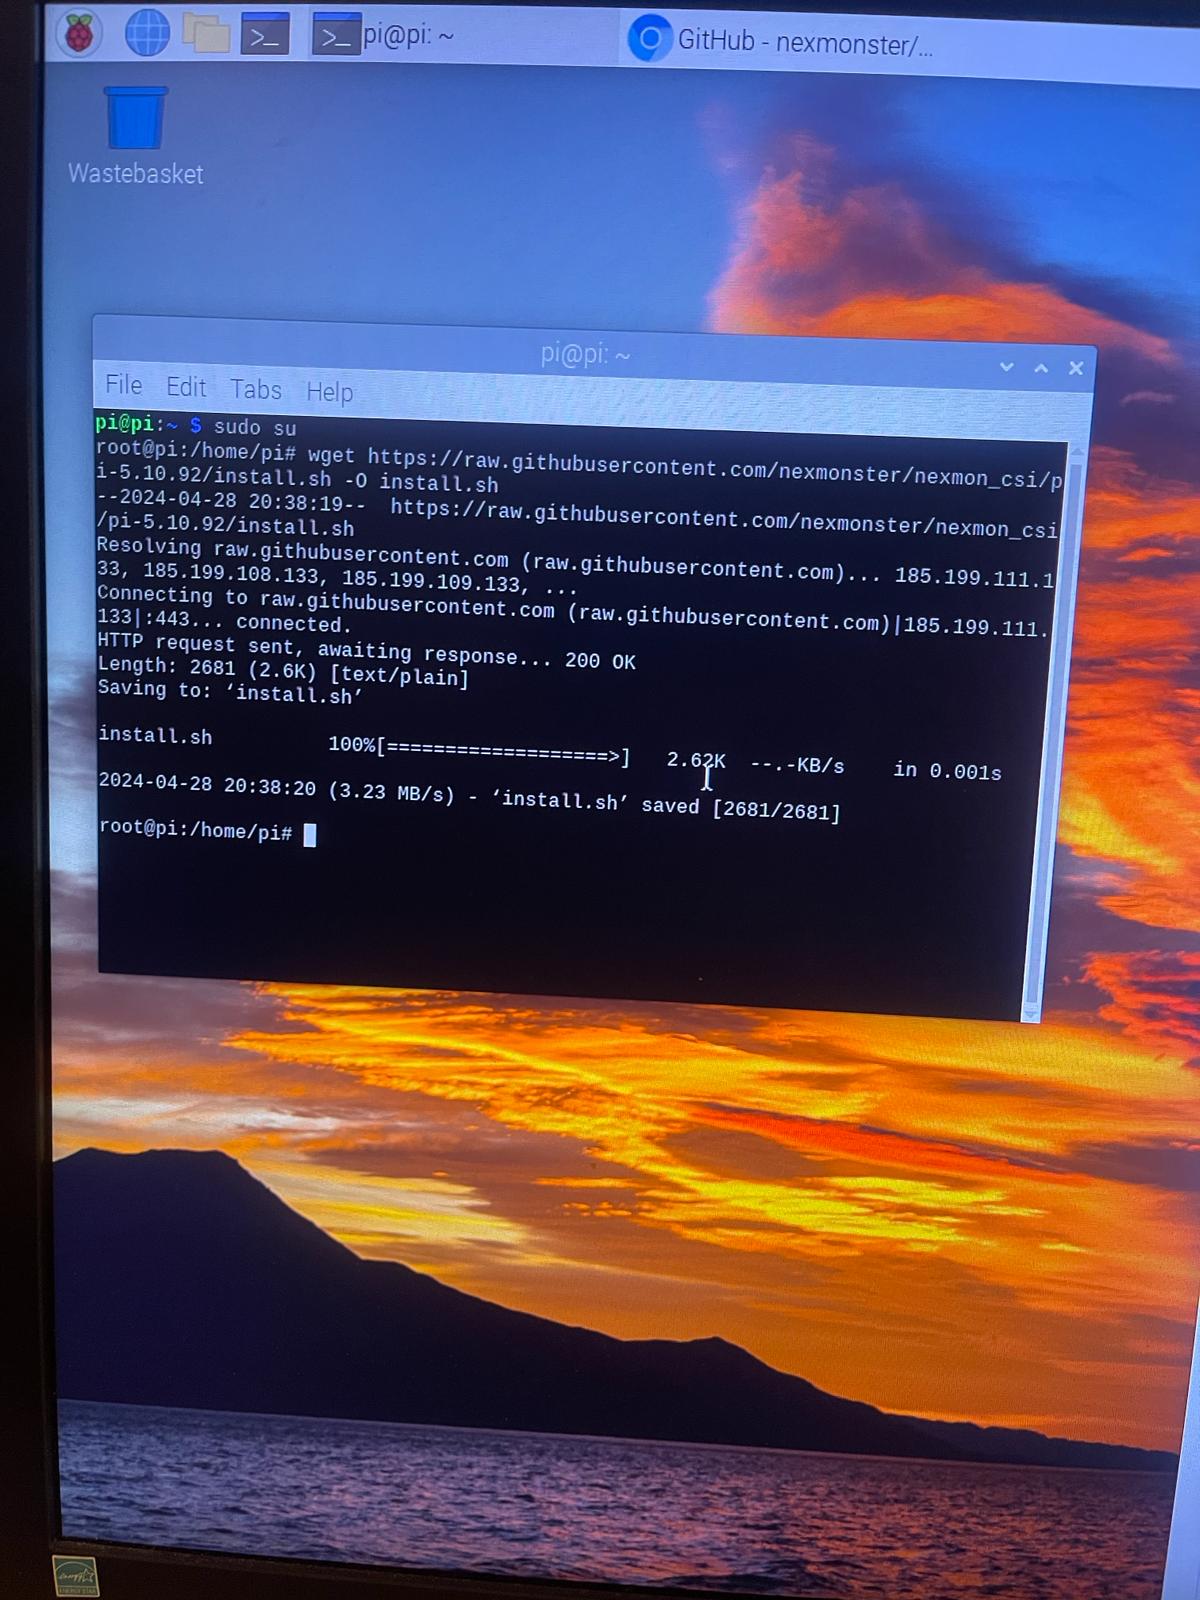 pi@pi: ~
GitHub - nexmonster/...
Wastebasket
pi@pi: ~
File Edit Tabs Help
pi@pi:~ $ sudo su
root@pi:/home/pi# wget https://raw.githubusercontent.com/nexmonster/nexmon_csi/p
i-5.10.92/install.sh -O install.sh
--2024-04-28 20:38:19--  https://raw.githubusercontent.com/nexmonster/nexmon_csi
/pi-5.10.92/install.sh
Resolving raw.githubusercontent.com (raw.githubusercontent.com)... 185.199.111.1
33, 185.199.108.133, 185.199.109.133, ...
Connecting to raw.githubusercontent.com (raw.githubusercontent.com)|185.199.111.
133|:443... connected.
HTTP request sent, awaiting response... 200 OK
Length: 2681 (2.6K) [text/plain]
Saving to: ‘install.sh’
install.sh          100%[===================>]   2.62K  --.-KB/s    in 0.001s
2024-04-28 20:38:20 (3.23 MB/s) - ‘install.sh’ saved [2681/2681]
root@pi:/home/pi#
energy
ENERGY STAR